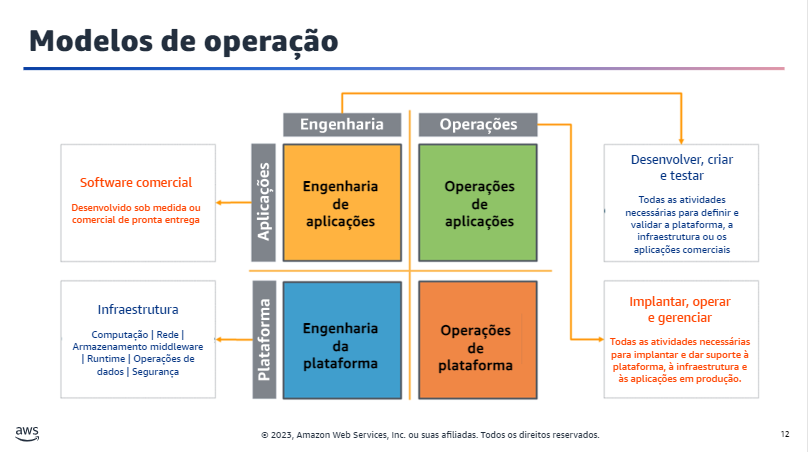 Modelos de operação
Engenharia
Operações
Aplicações
Plataforma
Software comercial
Desenvolvido sob medida ou
comercial de pronta entrega
Engenharia
de
aplicações
Operações
de
aplicações
Desenvolver, criar
e testar
Todas as atividades
necessárias para definir e
validar a plataforma, a
infraestrutura ou os
aplicações comerciais
Infraestrutura
Computação | Rede |
Armazenamento middleware
| Runtime | Operações de
dados | Segurança
Engenharia
da
plataforma
Operações
de
plataforma
Implantar, operar
e gerenciar
Todas as atividades necessárias
para implantar e dar suporte à
plataforma, à infraestrutura e
às aplicações em produção.
aws
© 2023, Amazon Web Services, Inc. ou suas afiliadas. Todos os direitos reservados.
12